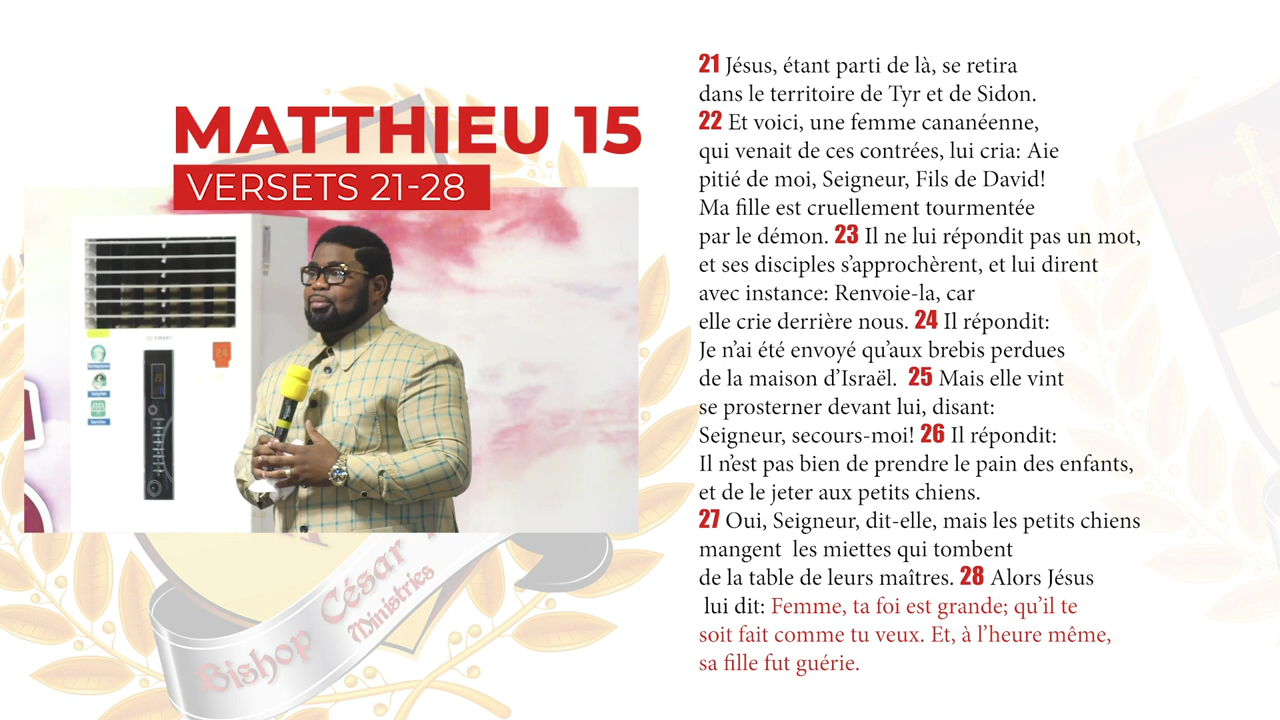 MATTHIEU 15
VERSETS 21-28
24
Bishop César
Ministries
21 Jésus, étant parti de là, se retira
dans le territoire de Tyr et de Sidon.
22 Et voici, une femme cananéenne,
qui venait de ces contrées, lui cria: Aie
pitié de moi, Seigneur, Fils de David!
Ma fille est cruellement tourmentée
par le démon. 23 Il ne lui répondit pas un mot,
et ses disciples s’approchèrent, et lui dirent
avec instance: Renvoie-la, car
elle crie derrière nous. 24 Il répondit:
Je n’ai été envoyé qu’aux brebis perdues
de la maison d’Israël. 25 Mais elle vint
se prosterner devant lui, disant:
Seigneur, secours-moi! 26 Il répondit:
Il n’est pas bien de prendre le pain des enfants,
et de le jeter aux petits chiens.
27 Oui, Seigneur, dit-elle, mais les petits chiens
mangent les miettes qui tombent
de la table de leurs maîtres. 28 Alors Jésus
lui dit: Femme, ta foi est grande; qu’il te
soit fait comme tu veux. Et, à l’heure même,
sa fille fut guérie.